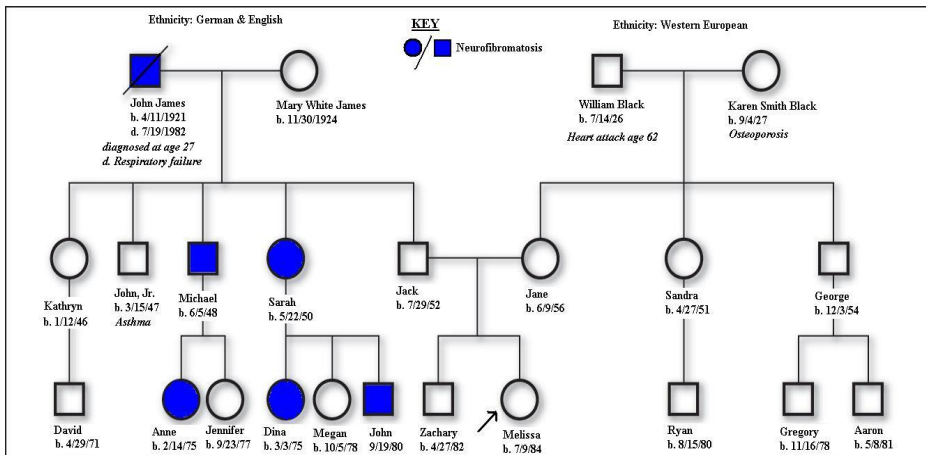 Ethnicity: German & English
KEY
Neurofibromatosis
Ethnicity: Western European
John James
b. 4/11/1921
d. 7/19/1982
diagnosed at age 27
d. Respiratory failure
Mary White James
b. 11/30/1924
William Black
b. 7/14/26
Heart attack age 62
Karen Smith Black
b. 9/4/27
Osteoporosis
Kathryn
b. 1/12/46
John, Jr.
b. 3/15/47
Asthma
Michael
b. 6/5/48
Sarah
b. 5/22/50
Jack
b. 7/29/52
Jane
b. 6/9/56
Sandra
b. 4/27/51
George
b. 12/3/54
David
b. 4/29/71
Anne
b. 2/14/75
Jennifer
b. 9/23/77
Dina
b. 3/3/75
Megan
b. 10/5/78
John
9/19/80
Zachary
b. 4/27/82
Melissa
b. 7/9/84
Ryan
b. 8/15/80
Gregory
b. 11/16/78
Aaron
b. 5/8/81